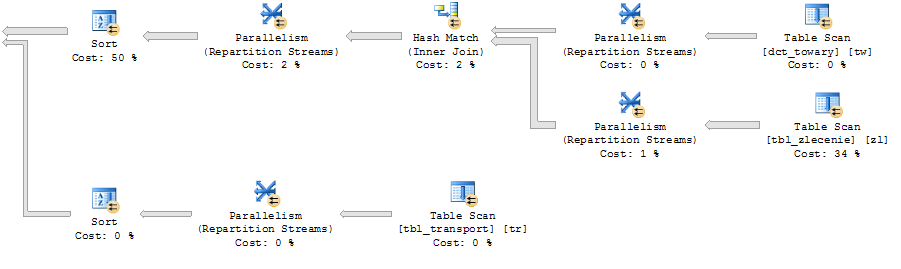 Sort
Cost: 50 %
Parallelism
(Repartition Streams)
Cost: 2 %
Hash Match
(Inner Join)
Cost: 2 %
Parallelism
(Repartition Streams)
Cost: 0 %
Table Scan
[dct_towary] [tw]
Cost: 0 %
Parallelism
(Repartition Streams)
Cost: 1 %
Table Scan
[tbl_zlecenie] [zl]
Cost: 34 %
Sort
Cost: 0 %
Parallelism
(Repartition Streams)
Cost: 0 %
Table Scan
[tbl_transport] [tr]
Cost: 0 %